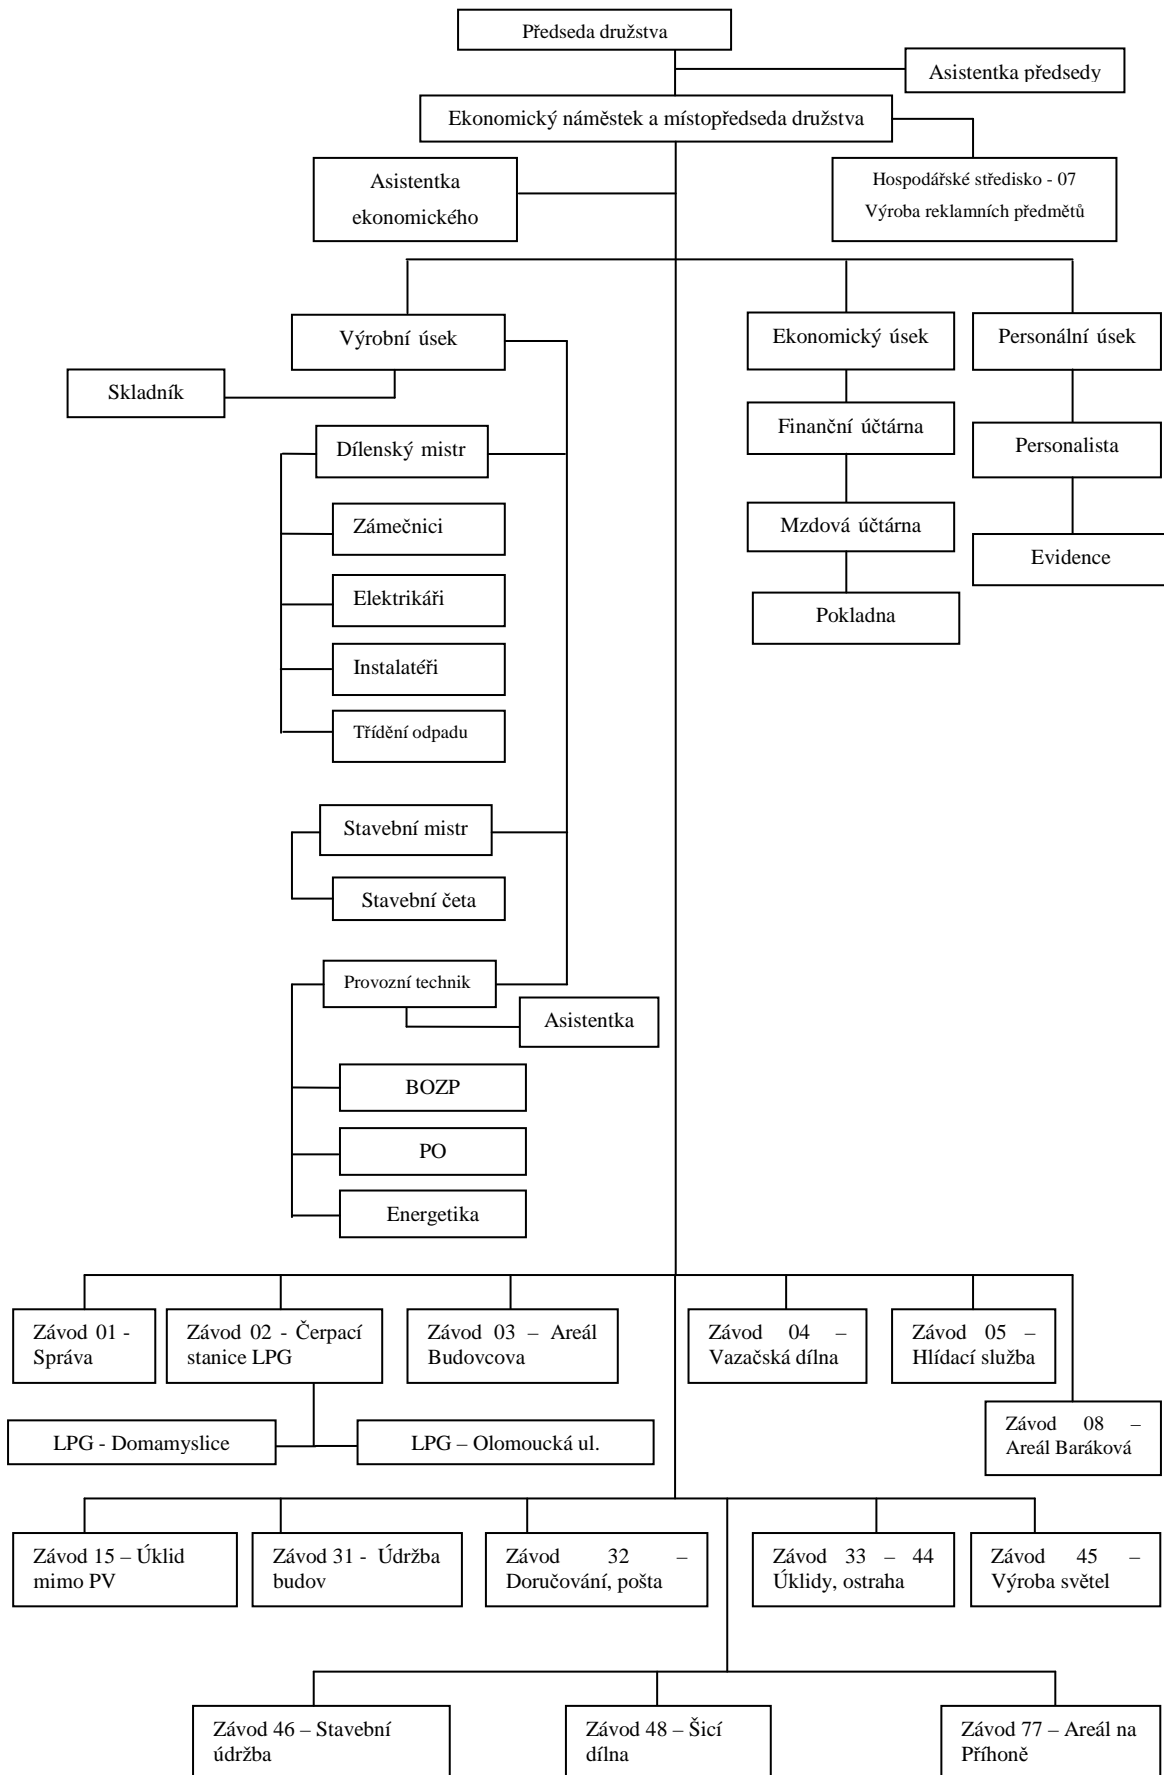 Předseda družstva
Asistentka předsedy
Ekonomický náměstek a místopředseda družstva
Asistentka
ekonomického
Hospodářské středisko - 07
Výroba reklamních předmětů
Výrobní úsek
Ekonomický úsek
Personální úsek
Skladník
Finanční účtárna
Personalista
Dílenský mistr
Zámečnici
Mzdová účtárna
Evidence
Elektrikáři
Pokladna
Instalatéři
Třídění odpadu
Stavební mistr
Stavební četa
Provozní technik
Asistentka
BOZP
PO
Energetika
Závod 01 -
Správa
Závod 02 - Čerpací
stanice LPG
Závod 03 – Areál
Budovcova
Závod 04 –
Vazačská dílna
Závod 05 –
Hlídací služba
Závod 08 –
Areál Baráková
LPG - Domamyslice
LPG – Olomoucká ul.
Závod 15 – Úklid
mimo PV
Závod 31 - Údržba
budov
Závod 32 –
Doručování, pošta
Závod 33 – 44
Úklidy, ostraha
Závod 45 –
Výroba světel
Závod 46 – Stavební
údržba
Závod 48 – Šicí
dílna
Závod 77 – Areál na
Příhoně